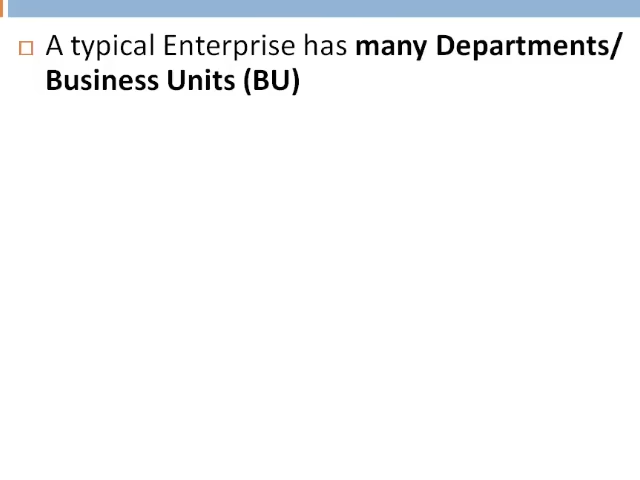 A typical Enterprise has many Departments/
Business Units (BU)